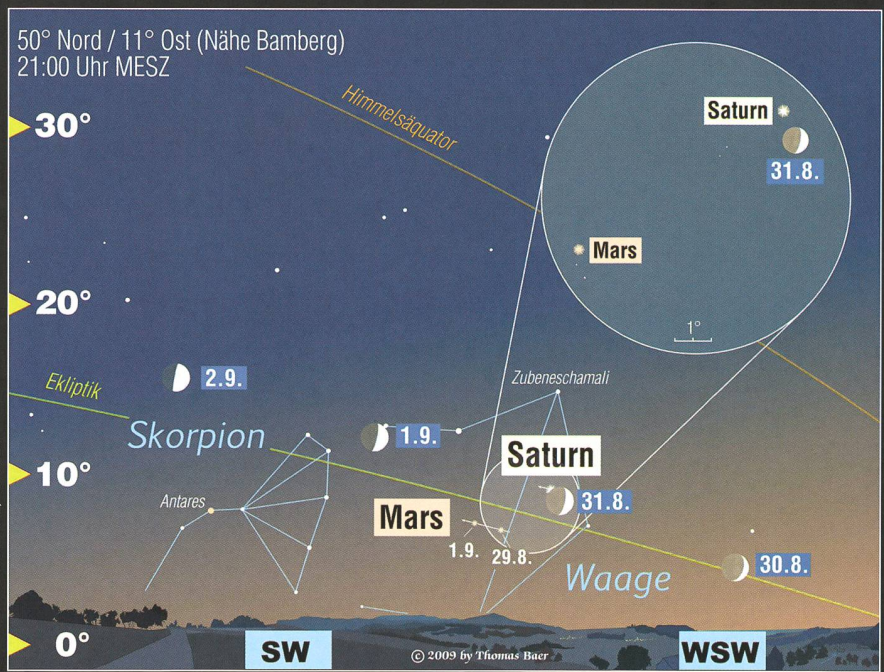 50° Nord / 11° Ost (Nähe Bamberg)
21:00 Uhr MESZ
Himmelsäquator
Saturn
31.8.
30°
Mars
1°
20°
Ekliptik
2.9.
Zubeneschamali
Skorpion
1.9.
Saturn
10°
31.8.
Antares
Mars
1.9.
29.8.
30.8.
Waage
0°
SW
© 2009 by Thomas Baer
WSW